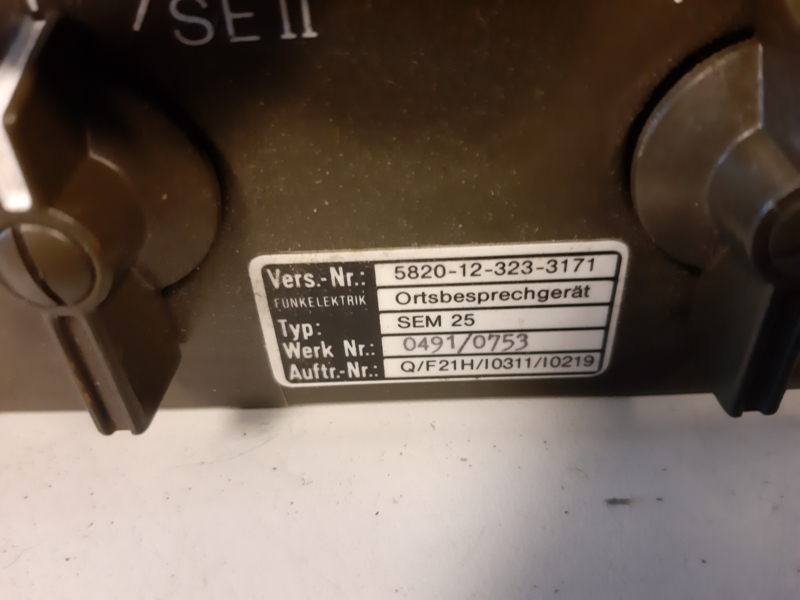 SE II
Vers.-Nr.: 5820-12-323-3171
FUNKELEKTRIK Ortsbesprechgerät
Typ: SEM 25
Werk Nr.: 0491/0753
Auftr.-Nr.: Q/F21H/I0311/I0219